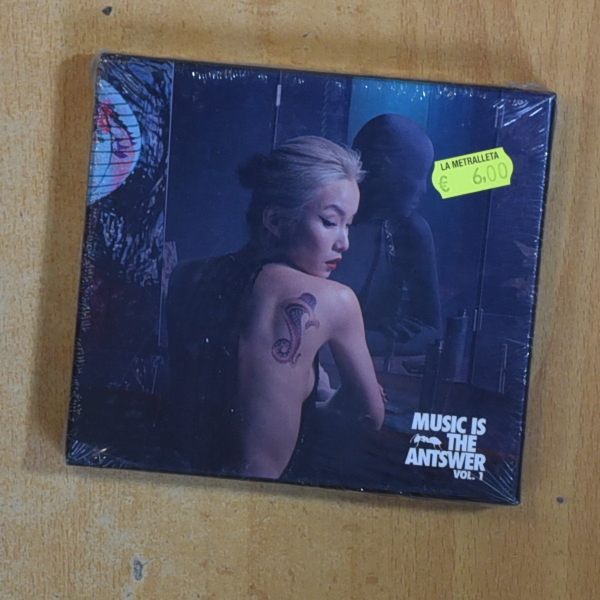 LA METRALLETA
€ 6,00
MUSIC IS
THE
ANTSWER
VOL. 1